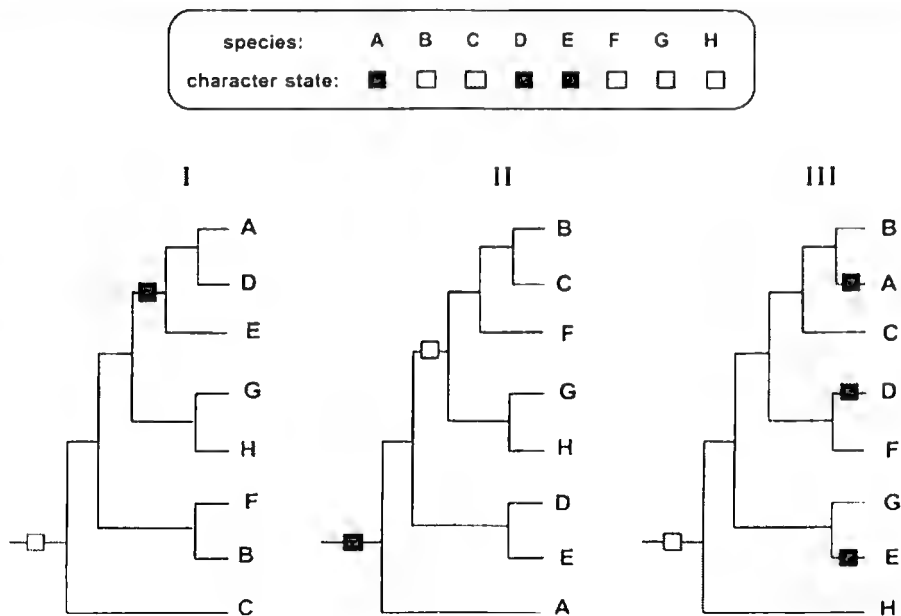 species: A B C D E F G H
character state:
I II III
A B B
D C A
E F C
G G D
H H F
F D G
B E E
C A H